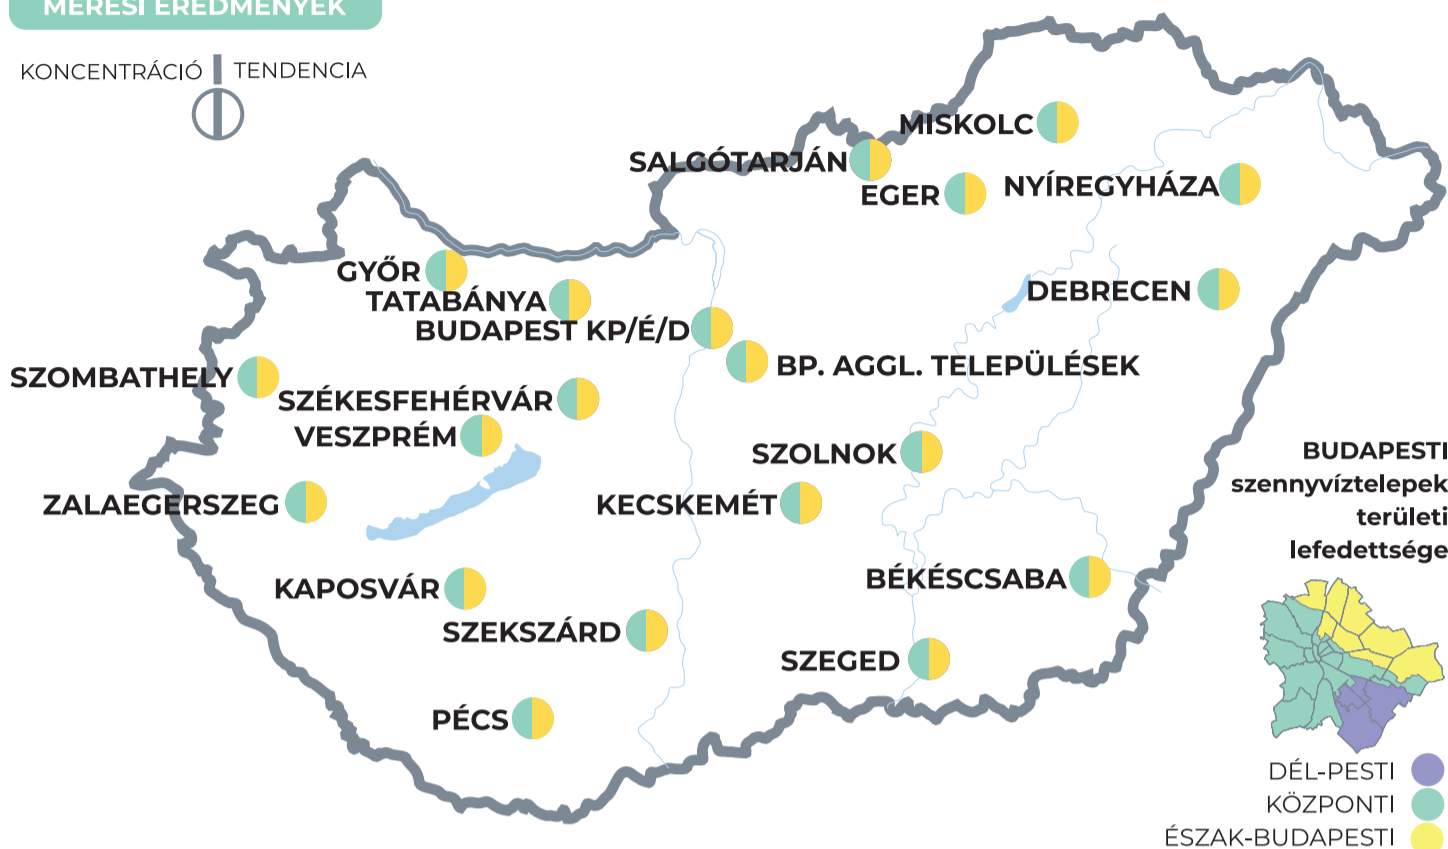 MÉRÉSI EREDMÉNYEK
KONCENTRÁCIÓ TENDENCIA
MISKOLC
SALGÓTARJÁN
EGER
NYÍREGYHÁZA
GYŐR
TATABÁNYA
DEBRECEN
BUDAPEST KP/É/D
BP. AGGL. TELEPÜLÉSEK
SZOMBATHELY
SZÉKESFEHÉRVÁR
VESZPRÉM
SZOLNOK
ZALAEGERSZEG
KECSKEMÉT
BÉKÉSCSABA
KAPOSVÁR
SZEKSZÁRD
SZEGED
PÉCS
BUDAPESTI
szennyvíztelepek
területi
lefedettsége
DÉL-PESTI
KÖZPONTI
ÉSZAK-BUDAPESTI